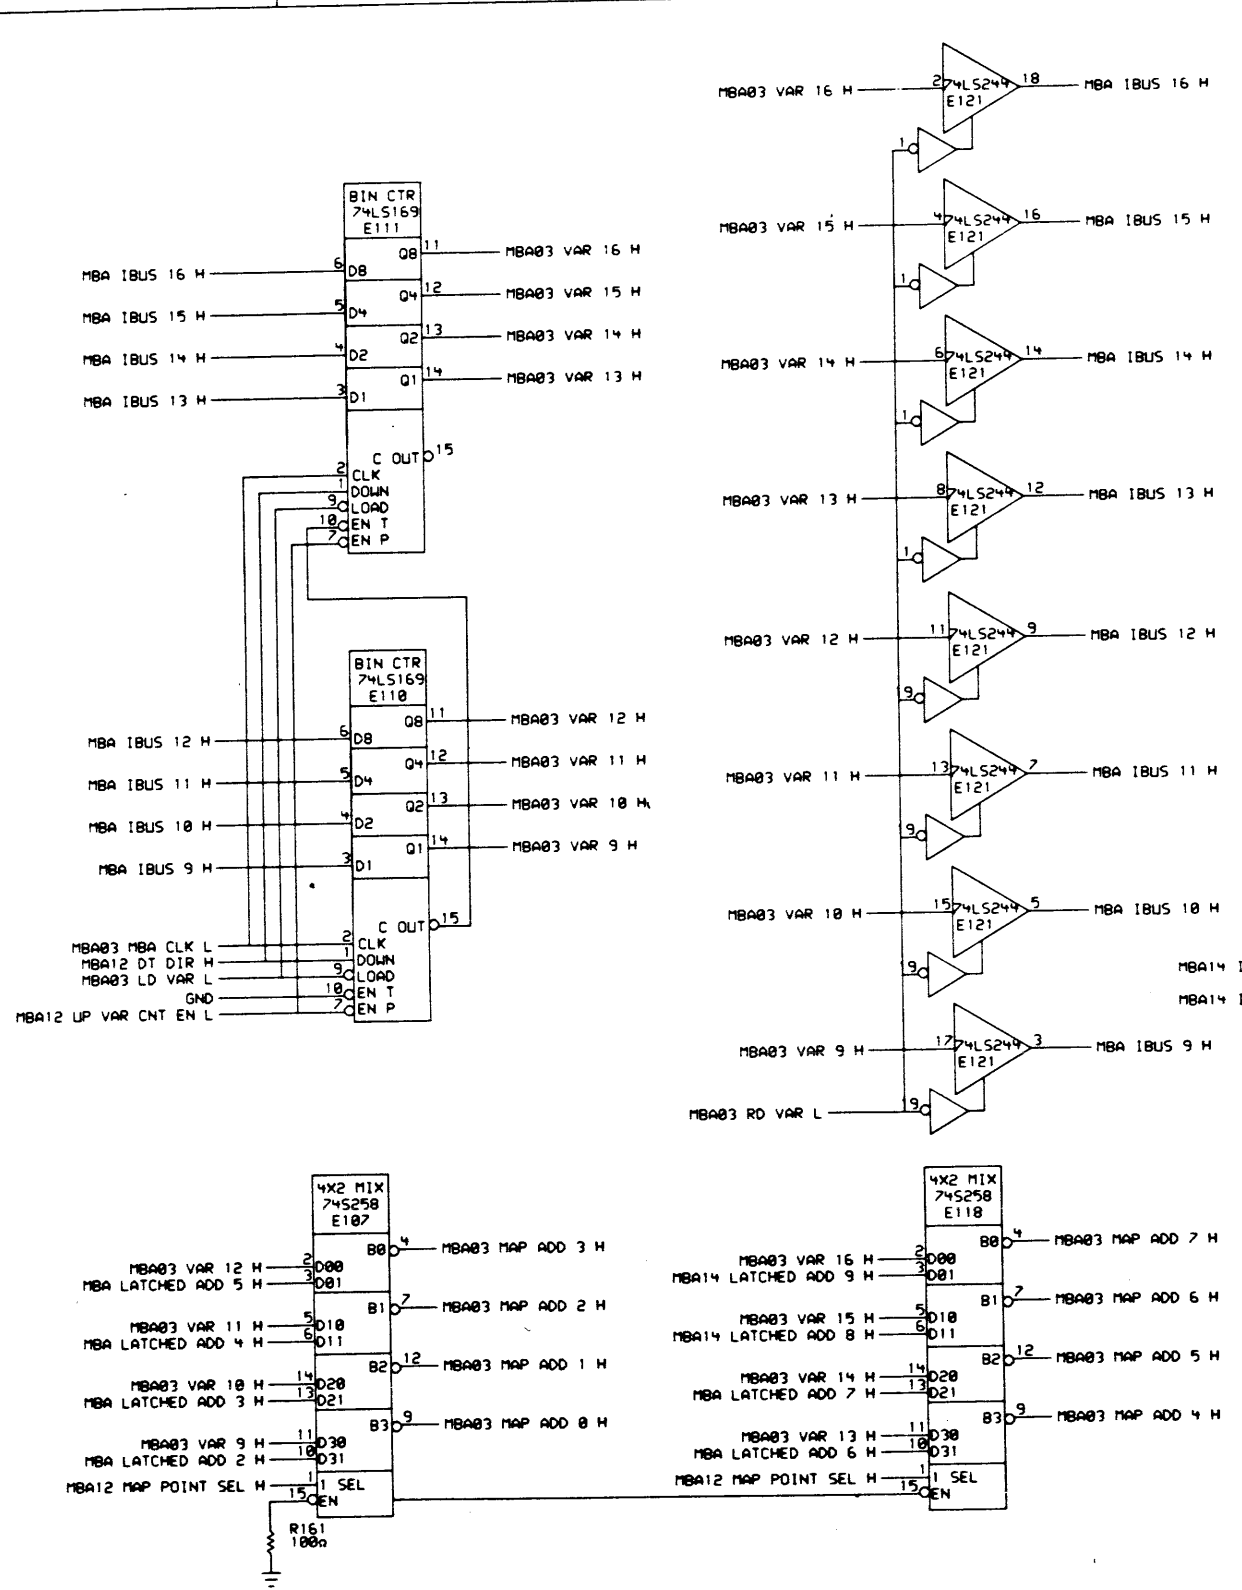 BIN CTR
74LS169
E111
MBA IBUS 16 H 6 D8 Q8 11 MBA03 VAR 16 H
MBA IBUS 15 H 5 D4 Q4 12 MBA03 VAR 15 H
MBA IBUS 14 H 4 D2 Q2 13 MBA03 VAR 14 H
MBA IBUS 13 H 3 D1 Q1 14 MBA03 VAR 13 H
C OUT 15
2 CLK
1 DOWN
9 LOAD
10 EN T
7 EN P
BIN CTR
74LS169
E110
MBA IBUS 12 H 6 D8 Q8 11 MBA03 VAR 12 H
MBA IBUS 11 H 5 D4 Q4 12 MBA03 VAR 11 H
MBA IBUS 10 H 4 D2 Q2 13 MBA03 VAR 10 H
MBA IBUS 9 H 3 D1 Q1 14 MBA03 VAR 9 H
C OUT 15
MBA03 MBA CLK L 2 CLK
MBA12 DT DIR H 1 DOWN
MBA03 LD VAR L 9 LOAD
GND 10 EN T
MBA12 UP VAR CNT EN L 7 EN P
MBA03 VAR 16 H 2 74LS244 18 MBA IBUS 16 H
E121
1
MBA03 VAR 15 H 4 74LS244 16 MBA IBUS 15 H
E121
1
MBA03 VAR 14 H 6 74LS244 14 MBA IBUS 14 H
E121
1
MBA03 VAR 13 H 8 74LS244 12 MBA IBUS 13 H
E121
1
MBA03 VAR 12 H 11 74LS244 9 MBA IBUS 12 H
E121
9
MBA03 VAR 11 H 13 74LS244 7 MBA IBUS 11 H
E121
9
MBA03 VAR 10 H 15 74LS244 5 MBA IBUS 10 H
E121
9
MBA14 I
MBA14 I
MBA03 VAR 9 H 17 74LS244 3 MBA IBUS 9 H
E121
MBA03 RD VAR L 9
4X2 MIX
74S258
E107
B0 4 MBA03 MAP ADD 3 H
MBA03 VAR 12 H 2 D00
MBA LATCHED ADD 5 H 3 D01
B1 7 MBA03 MAP ADD 2 H
MBA03 VAR 11 H 5 D10
MBA LATCHED ADD 4 H 6 D11
B2 12 MBA03 MAP ADD 1 H
MBA03 VAR 10 H 14 D20
MBA LATCHED ADD 3 H 13 D21
B3 9 MBA03 MAP ADD 0 H
MBA03 VAR 9 H 11 D30
MBA LATCHED ADD 2 H 10 D31
MBA12 MAP POINT SEL H 1 1 SEL
15 EN
R161
100Ω
4X2 MIX
74S258
E118
B0 4 MBA03 MAP ADD 7 H
MBA03 VAR 16 H 2 D00
MBA14 LATCHED ADD 9 H 3 D01
B1 7 MBA03 MAP ADD 6 H
MBA03 VAR 15 H 5 D10
MBA14 LATCHED ADD 8 H 6 D11
B2 12 MBA03 MAP ADD 5 H
MBA03 VAR 14 H 14 D20
MBA LATCHED ADD 7 H 13 D21
B3 9 MBA03 MAP ADD 4 H
MBA03 VAR 13 H 11 D30
MBA LATCHED ADD 6 H 10 D31
MBA12 MAP POINT SEL H 1 1 SEL
15 EN